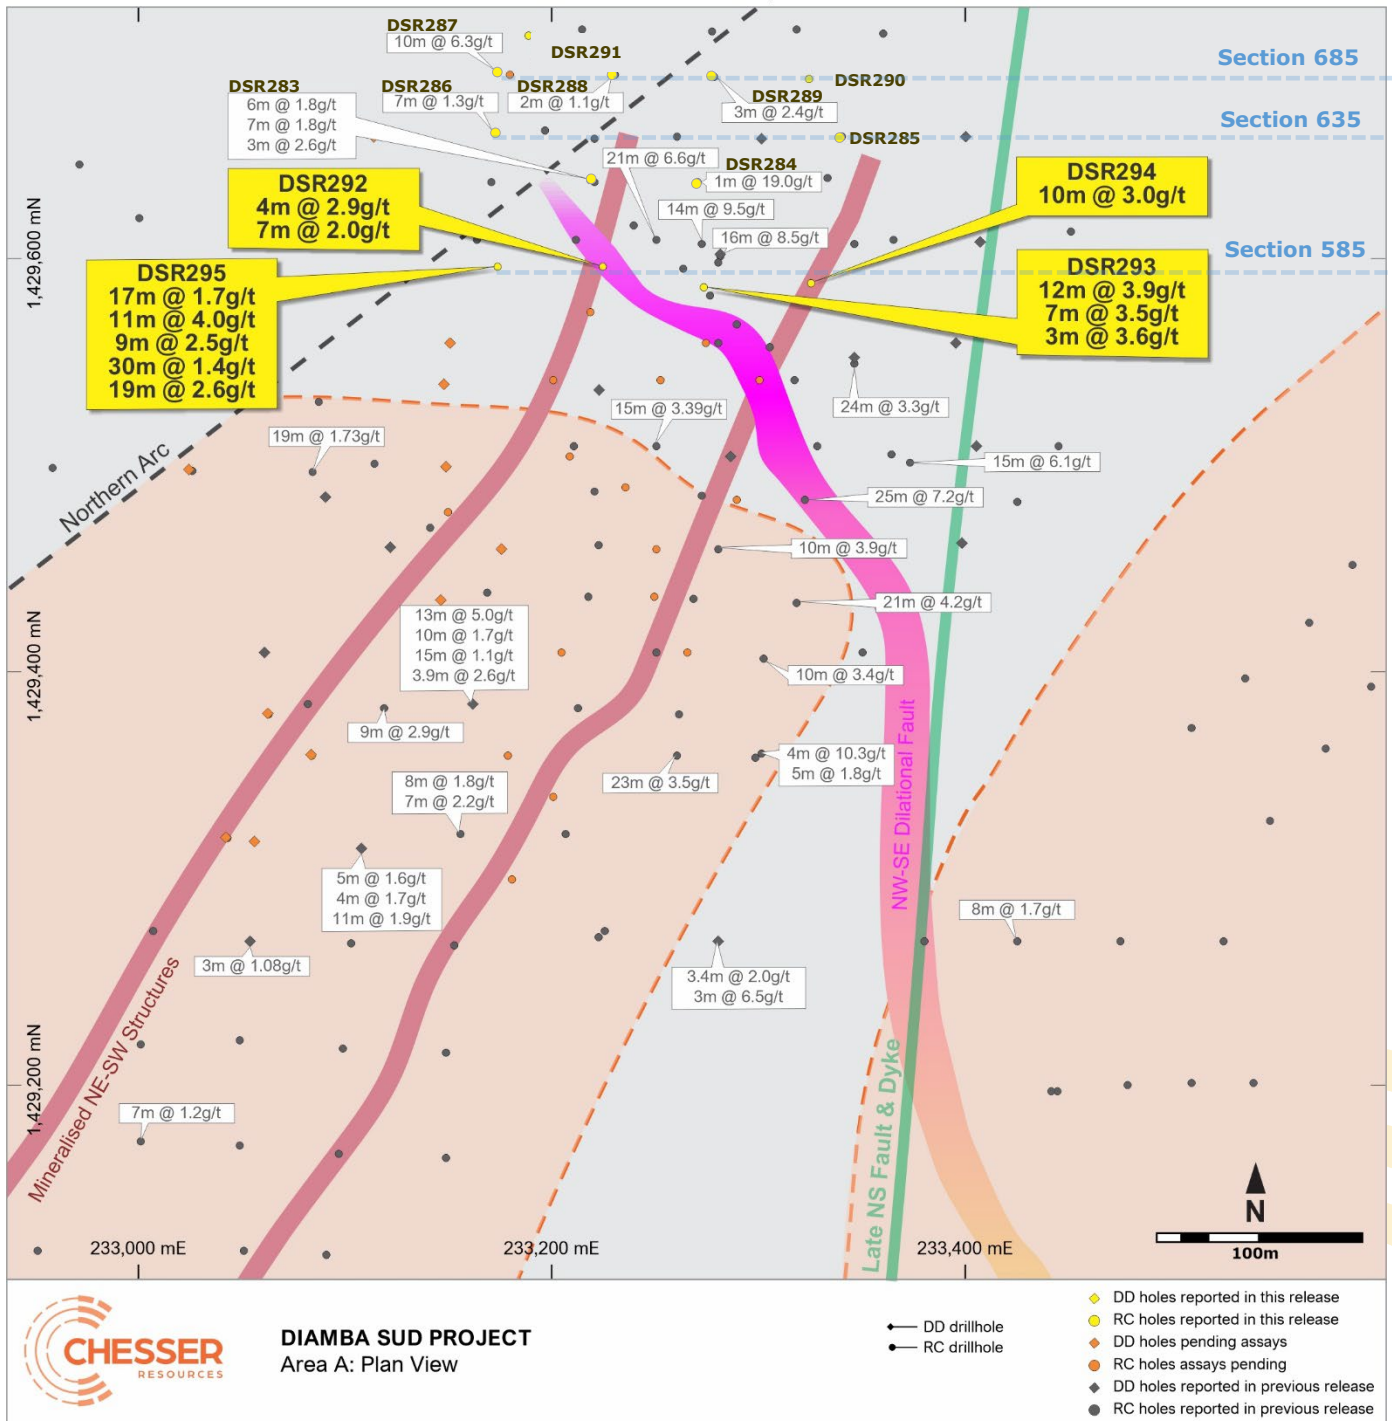 DSR287
10m @ 6.3g/t
DSR291
Section 685
DSR283
6m @ 1.8g/t
7m @ 1.8g/t
3m @ 2.6g/t
DSR286
7m @ 1.3g/t
DSR288
2m @ 1.1g/t
DSR289
3m @ 2.4g/t
DSR290
Section 635
DSR285
21m @ 6.6g/t
DSR284
1m @ 19.0g/t
DSR292
4m @ 2.9g/t
7m @ 2.0g/t
DSR294
10m @ 3.0g/t
14m @ 9.5g/t
16m @ 8.5g/t
1,429,600 mN
Section 585
DSR295
17m @ 1.7g/t
11m @ 4.0g/t
9m @ 2.5g/t
30m @ 1.4g/t
19m @ 2.6g/t
DSR293
12m @ 3.9g/t
7m @ 3.5g/t
3m @ 3.6g/t
15m @ 3.39g/t
24m @ 3.3g/t
19m @ 1.73g/t
15m @ 6.1g/t
Northern Arc
25m @ 7.2g/t
10m @ 3.9g/t
21m @ 4.2g/t
13m @ 5.0g/t
10m @ 1.7g/t
15m @ 1.1g/t
3.9m @ 2.6g/t
1,429,400 mN
10m @ 3.4g/t
9m @ 2.9g/t
4m @ 10.3g/t
5m @ 1.8g/t
8m @ 1.8g/t
7m @ 2.2g/t
23m @ 3.5g/t
NW-SE Dilational Fault
5m @ 1.6g/t
4m @ 1.7g/t
11m @ 1.9g/t
8m @ 1.7g/t
3m @ 1.08g/t
3.4m @ 2.0g/t
3m @ 6.5g/t
Mineralised NE-SW Structures
1,429,200 mN
7m @ 1.2g/t
Late NS Fault & Dyke
N
100m
233,000 mE
233,200 mE
233,400 mE
CHESSER
RESOURCES
DIAMBA SUD PROJECT
Area A: Plan View
DD drillhole
RC drillhole
DD holes reported in this release
RC holes reported in this release
DD holes pending assays
RC holes assays pending
DD holes reported in previous release
RC holes reported in previous release